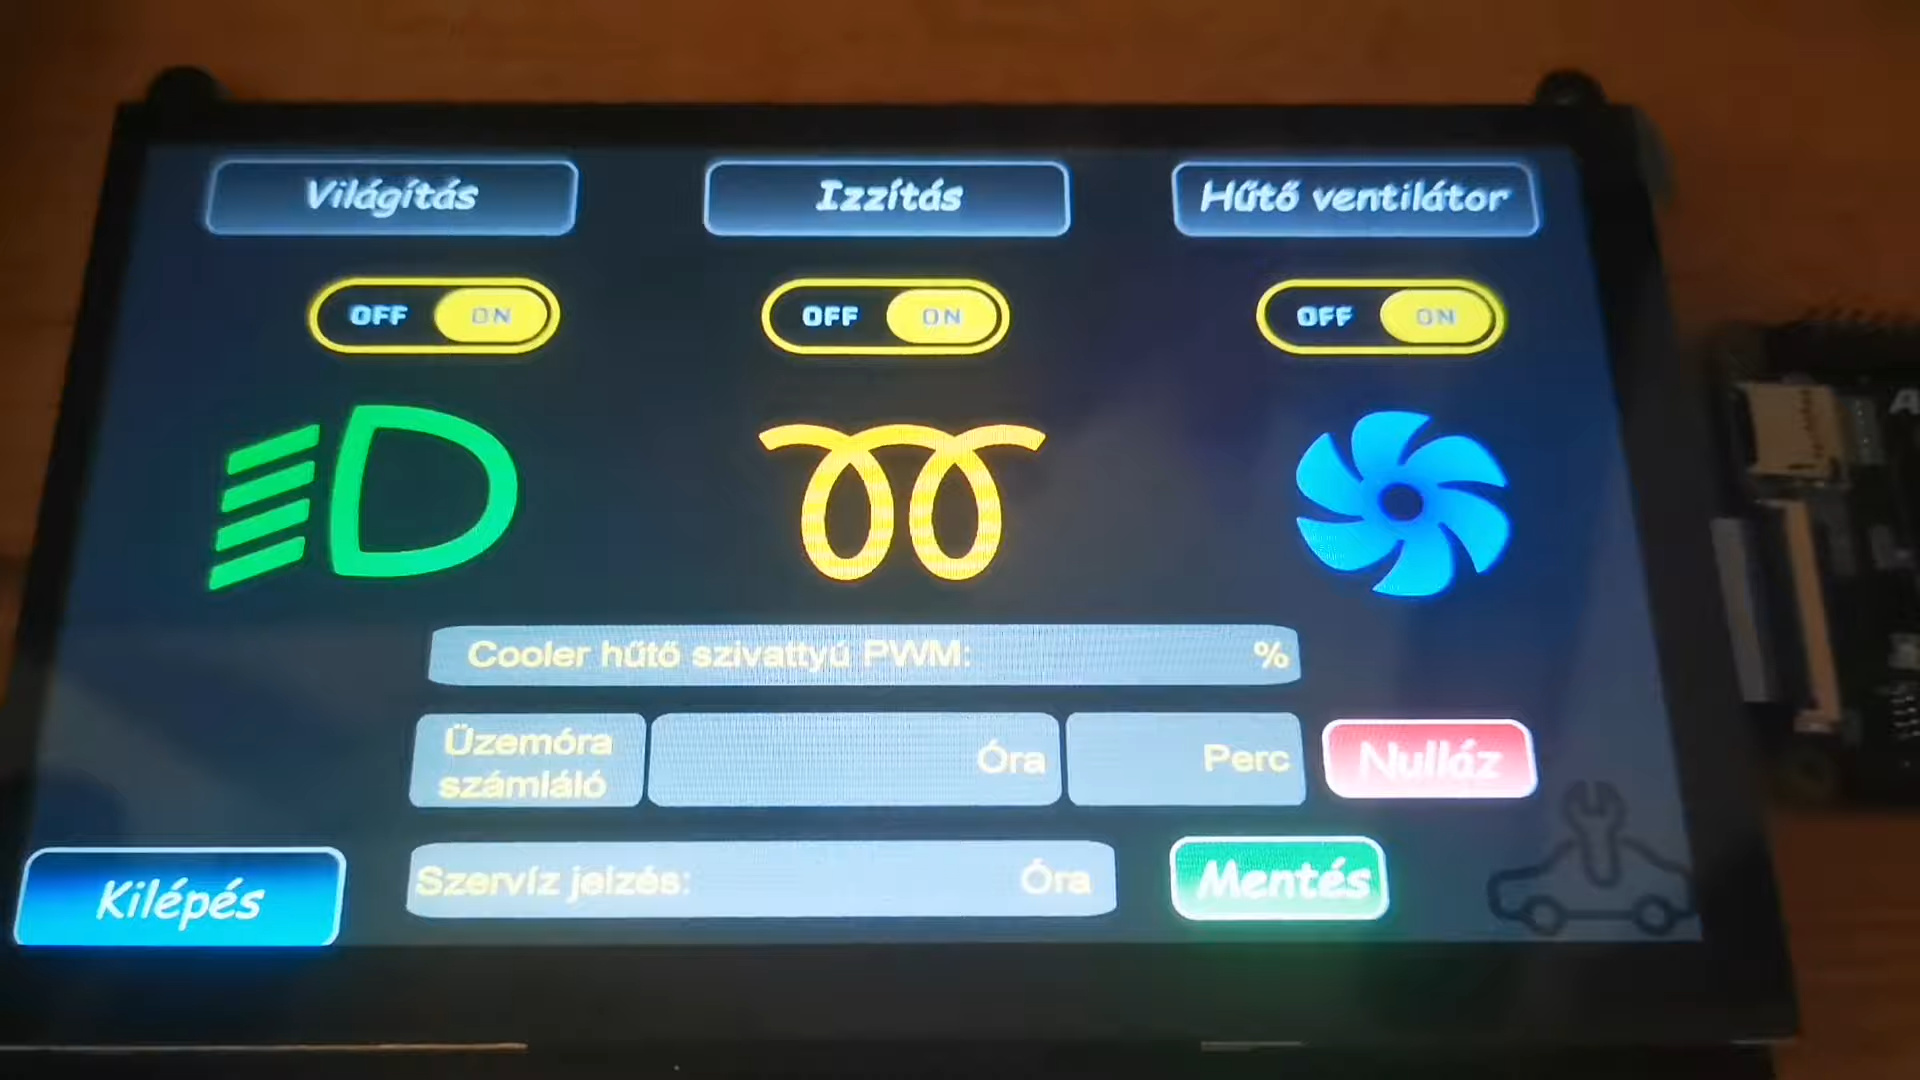 Világítás
Izzítás
Hűtő ventilátor
OFF ON
OFF ON
OFF ON
Cooler hűtő szivattyú PWM: %
Üzemóra
számláló
Óra
Perc
Nulláz
Kilépés
Szervíz jelzés: Óra
Mentés